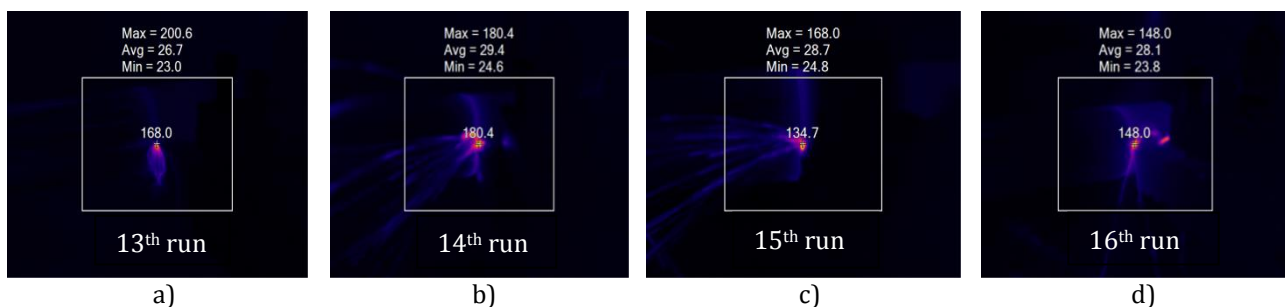 Max = 200.6
Avg = 26.7
Min = 23.0
168.0
13th run
a)
Max = 180.4
Avg = 29.4
Min = 24.6
180.4
14th run
b)
Max = 168.0
Avg = 28.7
Min = 24.8
134.7
15th run
c)
Max = 148.0
Avg = 28.1
Min = 23.8
148.0
16th run
d)